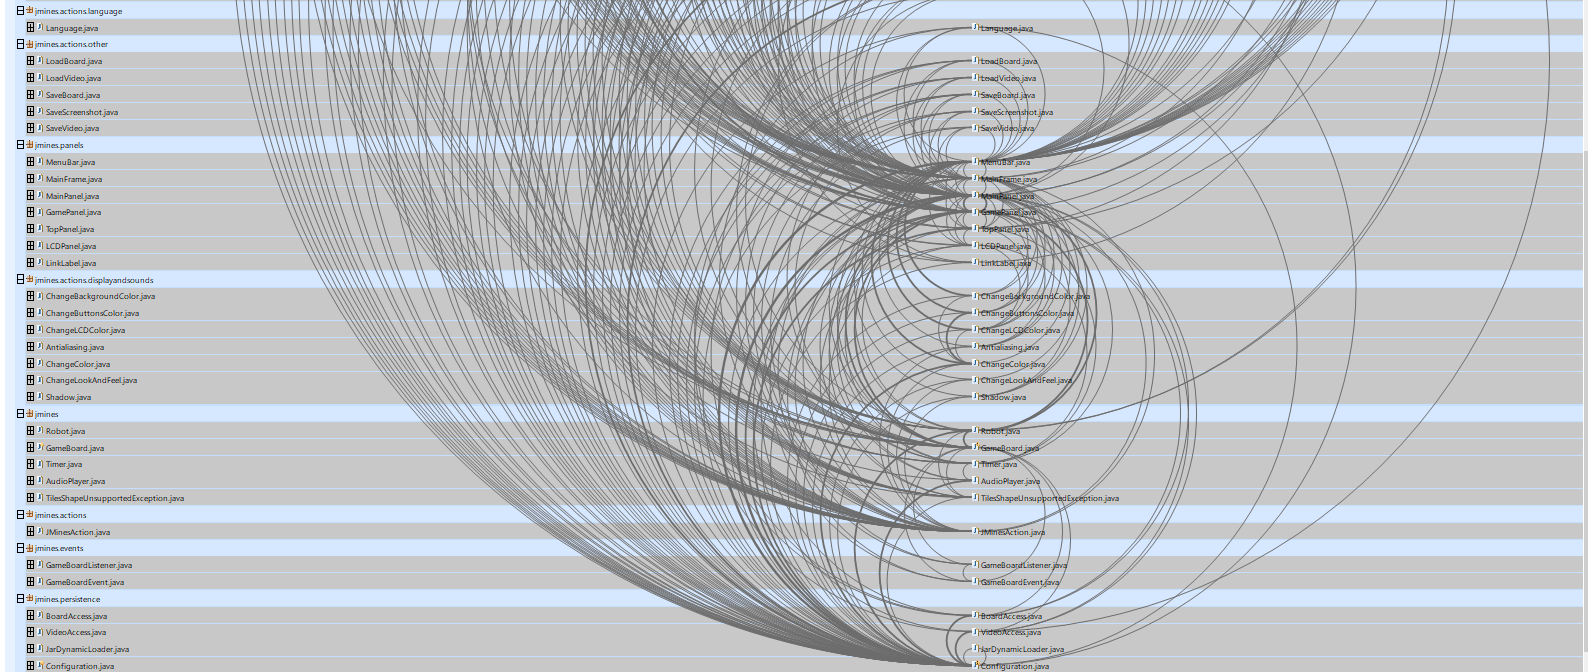 jmines.actions.language
Language.java Language.java
jmines.actions.other
LoadBoard.java LoadBoard.java
LoadVideo.java LoadVideo.java
SaveBoard.java SaveBoard.java
SaveScreenshot.java SaveScreenshot.java
SaveVideo.java SaveVideo.java
jmines.panels
MenuBar.java MenuBar.java
MainFrame.java MainFrame.java
MainPanel.java MainPanel.java
GamePanel.java GamePanel.java
TopPanel.java TopPanel.java
LCDPanel.java LCDPanel.java
LinkLabel.java LinkLabel.java
jmines.actions.displayandsounds
ChangeBackgroundColor.java ChangeBackgroundColor.java
ChangeButtonsColor.java ChangeButtonsColor.java
ChangeLCDColor.java ChangeLCDColor.java
Antialiasing.java Antialiasing.java
ChangeColor.java ChangeColor.java
ChangeLookAndFeel.java ChangeLookAndFeel.java
Shadow.java Shadow.java
jmines
Robot.java Robot.java
GameBoard.java GameBoard.java
Timer.java Timer.java
AudioPlayer.java AudioPlayer.java
TilesShapeUnsupportedException.java TilesShapeUnsupportedException.java
jmines.actions
JMinesAction.java JMinesAction.java
jmines.events
GameBoardListener.java GameBoardListener.java
GameBoardEvent.java GameBoardEvent.java
jmines.persistence
BoardAccess.java BoardAccess.java
VideoAccess.java VideoAccess.java
JarDynamicLoader.java JarDynamicLoader.java
Configuration.java Configuration.java